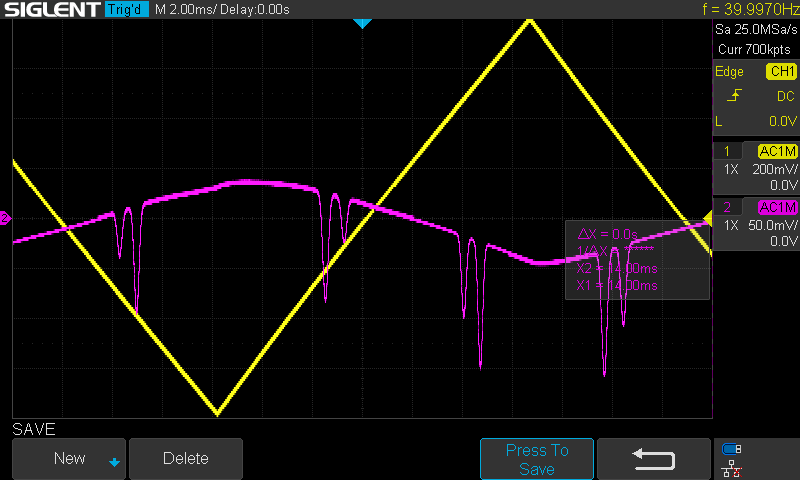 SIGLENT Trig'd M 2.00ms/ Delay:0.00s f = 39.9970Hz
Sa 25.0MSa/s
Curr 700kpts
Edge CH1
DC
L 0.0V
1 AC1M
1X 200mV/
0.0V
2 AC1M
1X 50.0mV/
0.0V
2
ΔX = 0.0s
1/ΔX = *****
X2 = 14.00ms
X1 = 14.00ms
SAVE
New Delete Press To
Save